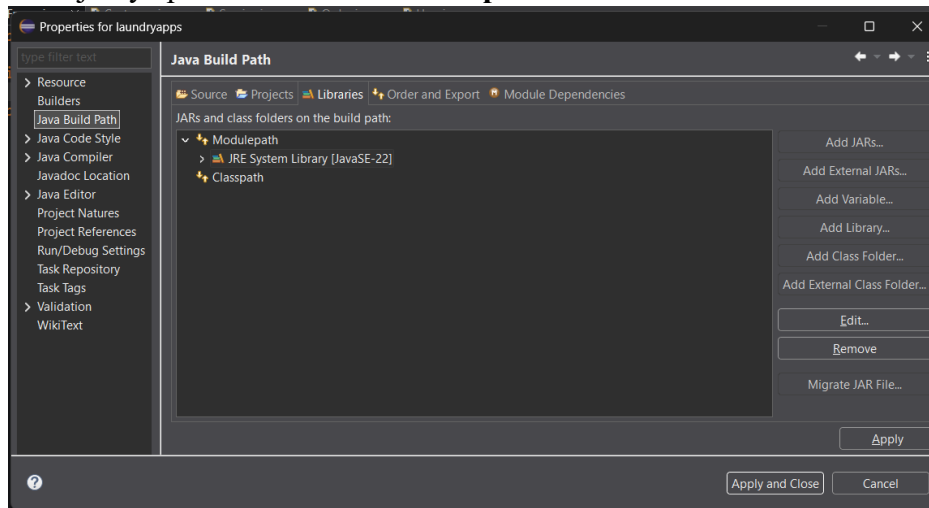 Properties for laundryapps
type filter text
Java Build Path
Resource
Builders
Java Build Path
Java Code Style
Java Compiler
Javadoc Location
Java Editor
Project Natures
Project References
Run/Debug Settings
Task Repository
Task Tags
Validation
WikiText
Source Projects Libraries Order and Export Module Dependencies
JARs and class folders on the build path:
Modulepath
JRE System Library [JavaSE-22]
Classpath
Add JARs...
Add External JARs...
Add Variable...
Add Library...
Add Class Folder...
Add External Class Folder...
Edit...
Remove
Migrate JAR File...
Apply
?
Apply and Close Cancel